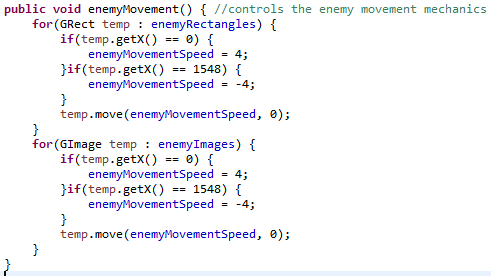 public void enemyMovement() { //controls the enemy movement mechanics
    for(GRect temp : enemyRectangles) {
        if(temp.getX() == 0) {
            enemyMovementSpeed = 4;
        }if(temp.getX() == 1548) {
            enemyMovementSpeed = -4;
        }
        temp.move(enemyMovementSpeed, 0);
    }
    for(GImage temp : enemyImages) {
        if(temp.getX() == 0) {
            enemyMovementSpeed = 4;
        }if(temp.getX() == 1548) {
            enemyMovementSpeed = -4;
        }
        temp.move(enemyMovementSpeed, 0);
    }
}